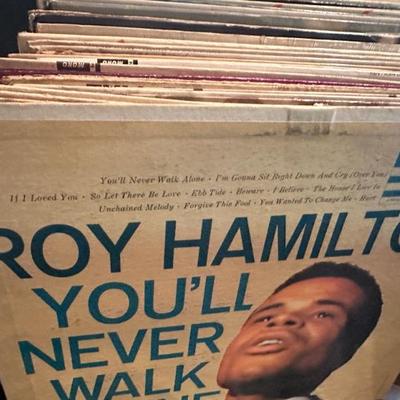 MONO MONO
You'll Never Walk Alone - I'm Gonna Sit Right Down And Cry (Over You)
If I Loved You - So Let There Be Love - Ebb Tide - Beware - I Believe - The House I Live In
Unchained Melody - Forgive This Fool - You Wanted To Change Me - Hurt
ROY HAMILTO
YOU'LL
NEVER
WALK